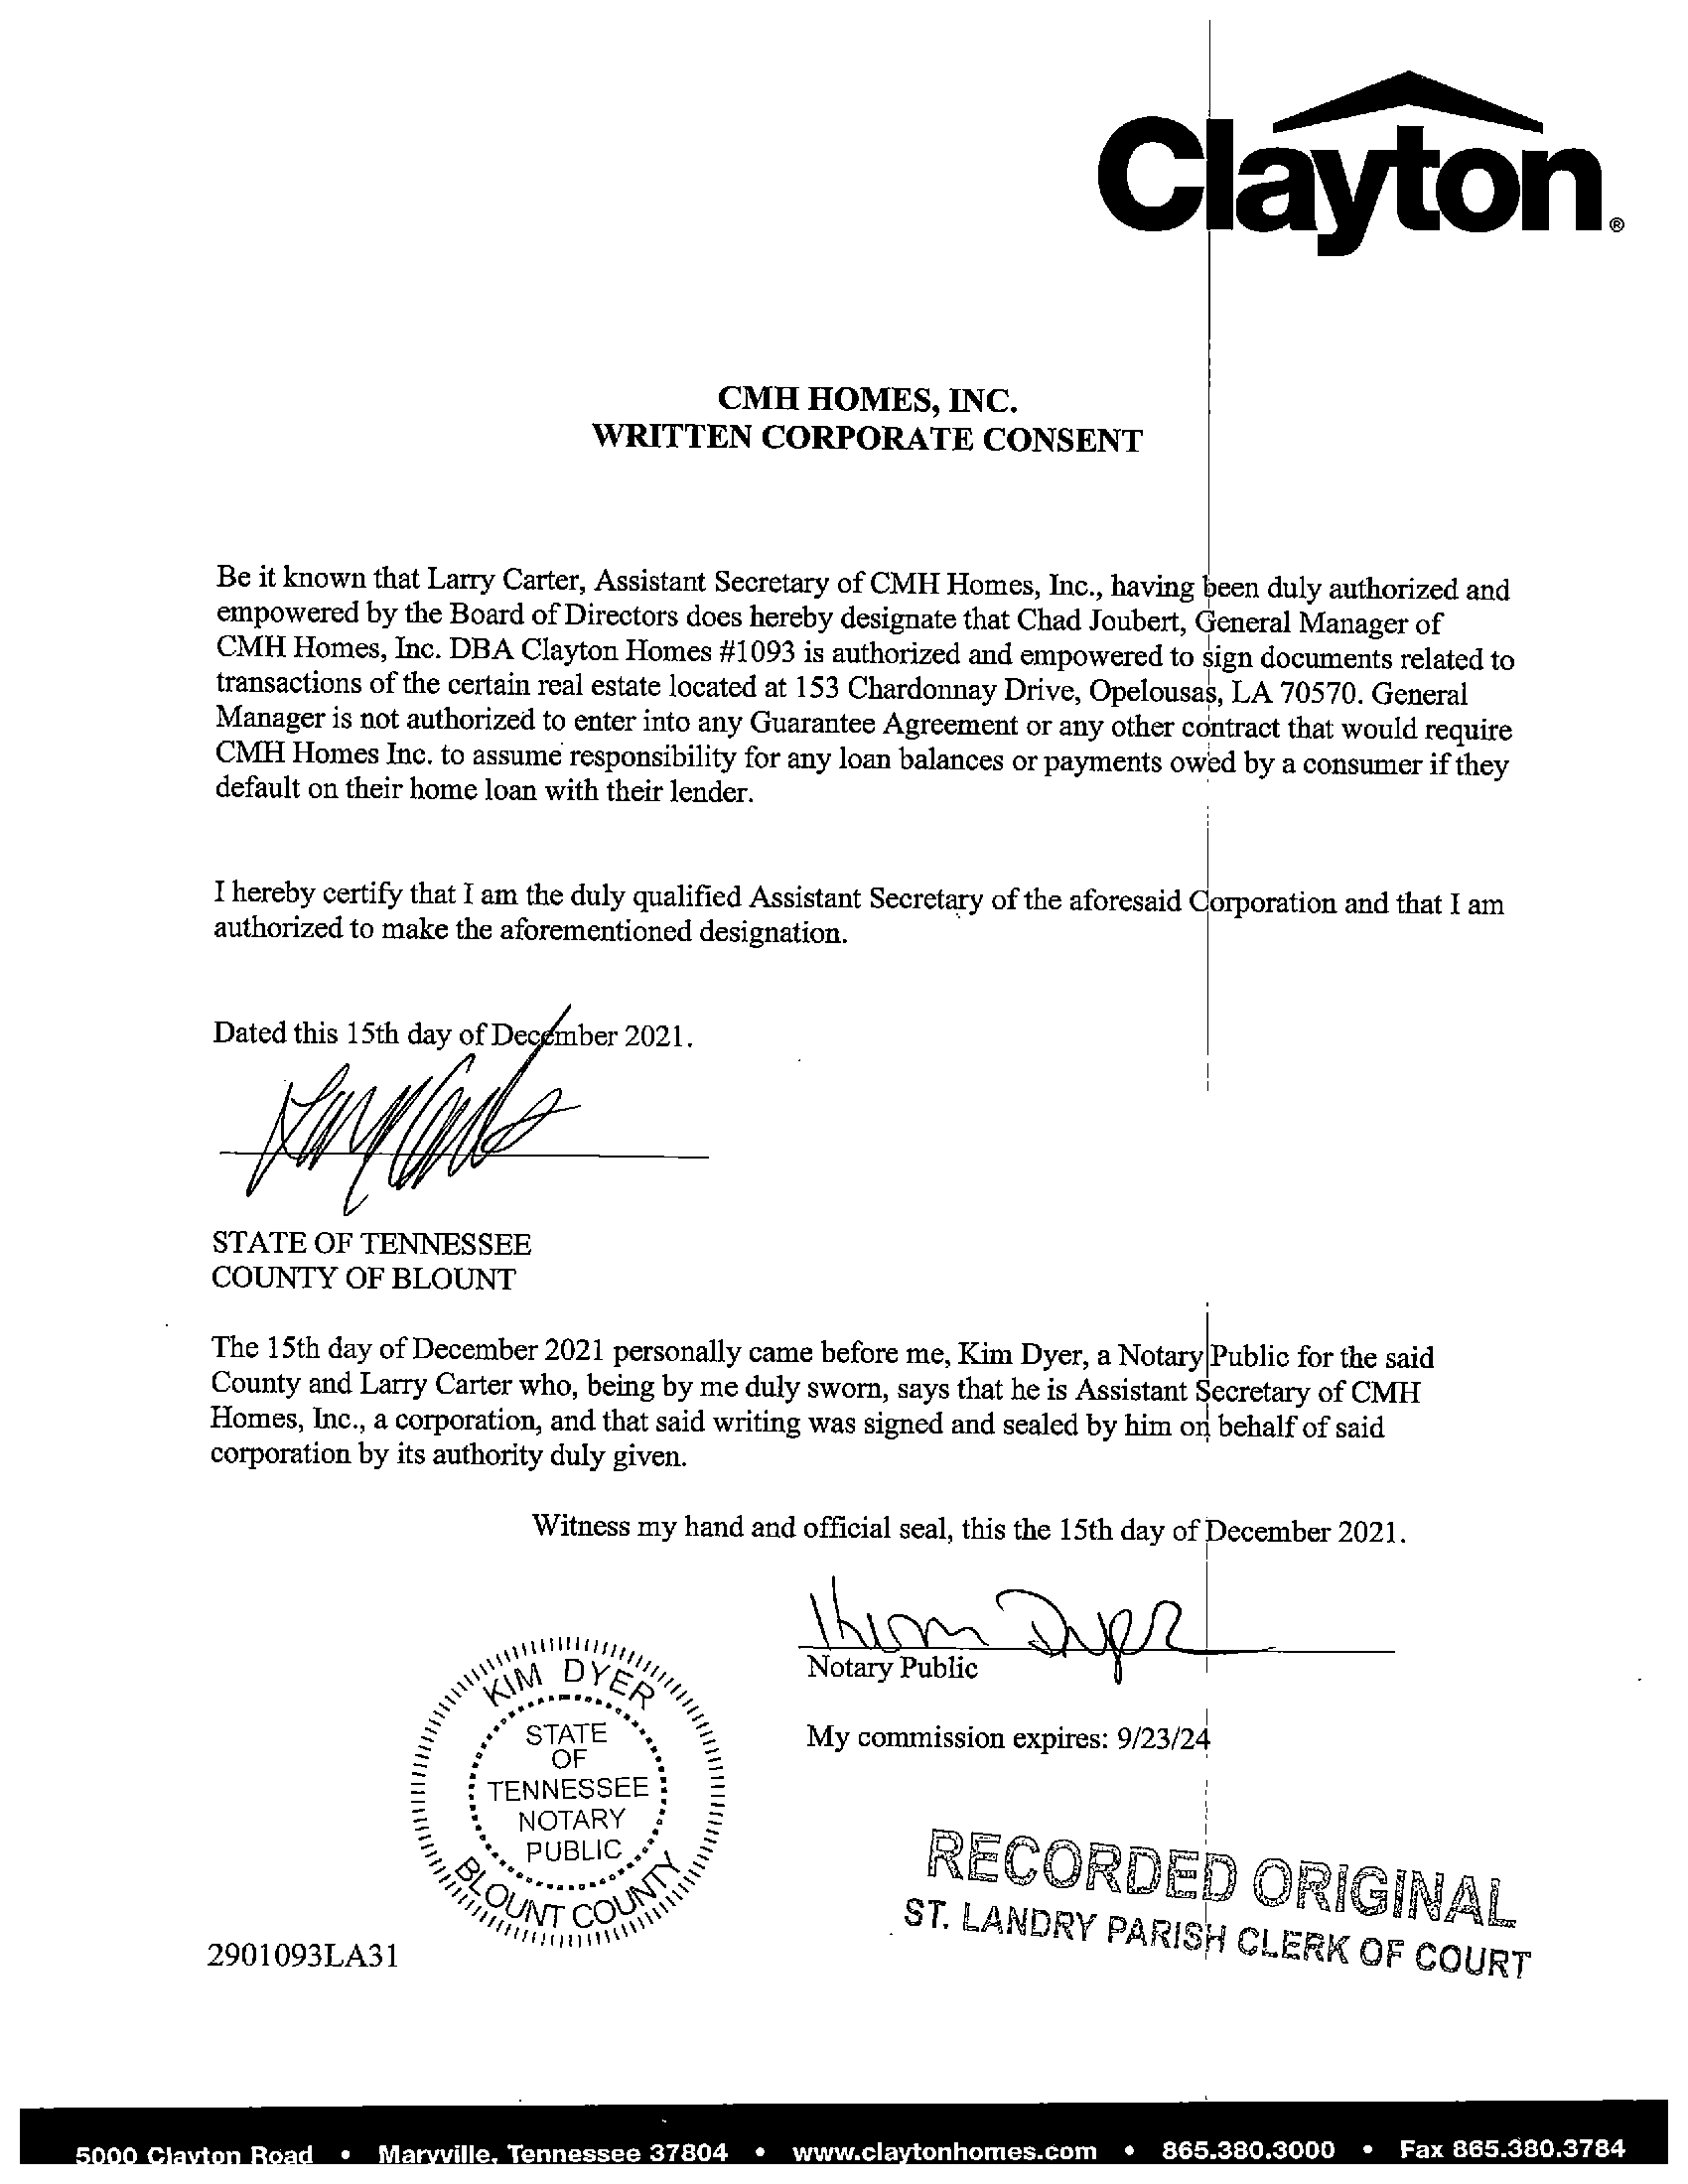 Clayton®
CMH HOMES, INC.
WRITTEN CORPORATE CONSENT
Be it known that Larry Carter, Assistant Secretary of CMH Homes, Inc., having been duly authorized and
empowered by the Board of Directors does hereby designate that Chad Joubert, General Manager of
CMH Homes, Inc. DBA Clayton Homes #1093 is authorized and empowered to sign documents related to
transactions of the certain real estate located at 153 Chardonnay Drive, Opelousas, LA 70570. General
Manager is not authorized to enter into any Guarantee Agreement or any other contract that would require
CMH Homes Inc. to assume responsibility for any loan balances or payments owed by a consumer if they
default on their home loan with their lender.
I hereby certify that I am the duly qualified Assistant Secretary of the aforesaid Corporation and that I am
authorized to make the aforementioned designation.
Dated this 15th day of December 2021.
Larry Carter
STATE OF TENNESSEE
COUNTY OF BLOUNT
The 15th day of December 2021 personally came before me, Kim Dyer, a Notary Public for the said
County and Larry Carter who, being by me duly sworn, says that he is Assistant Secretary of CMH
Homes, Inc., a corporation, and that said writing was signed and sealed by him on behalf of said
corporation by its authority duly given.
Witness my hand and official seal, this the 15th day of December 2021.
Kim Dyer
Notary Public
My commission expires: 9/23/24
KIM DYER
STATE
OF
TENNESSEE
NOTARY
PUBLIC
BLOUNT COUNTY
RECORDED ORIGINAL
ST. LANDRY PARISH CLERK OF COURT
2901093LA31
5000 Clayton Road • Maryville, Tennessee 37804 • www.claytonhomes.com • 865.380.3000 • Fax 865.380.3784